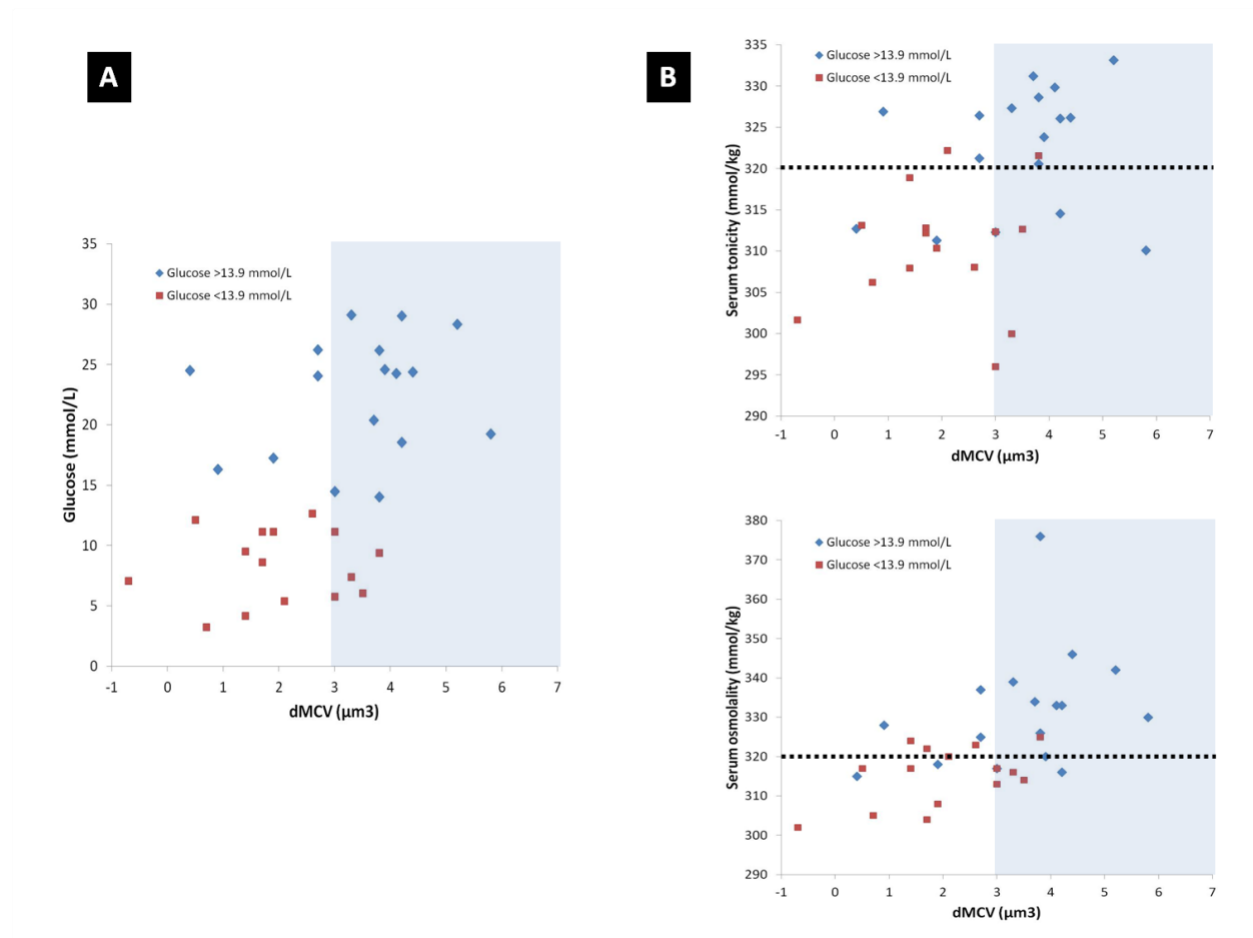 A
Glucose >13.9 mmol/L
Glucose <13.9 mmol/L
35
30
25
20
15
10
5
0
Glucose (mmol/L)
-1 0 1 2 3 4 5 6 7
dMCV (µm3)
B
Glucose >13.9 mmol/L
Glucose <13.9 mmol/L
335
330
325
320
315
310
305
300
295
290
Serum tonicity (mmol/kg)
-1 0 1 2 3 4 5 6 7
dMCV (µm3)
Glucose >13.9 mmol/L
Glucose <13.9 mmol/L
380
370
360
350
340
330
320
310
300
290
Serum osmolality (mmol/kg)
-1 0 1 2 3 4 5 6 7
dMCV (µm3)